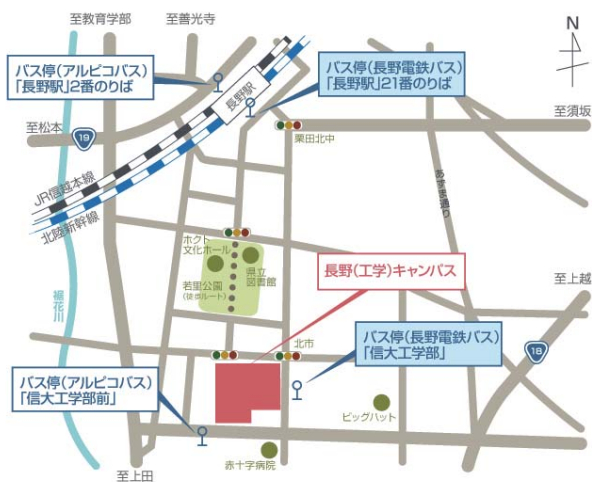 至教育学部
至善光寺
N
バス停(アルピコバス)
「長野駅」2番のりば
バス停(長野電鉄バス)
「長野駅」21番のりば
長野駅
至須坂
至松本
19
栗田北中
JR信越本線
北陸新幹線
あずま通り
ホクト
文化ホール
県立
図書館
若里公園
(徒歩ルート)
長野(工学)キャンパス
至上越
裾花川
北市
バス停(長野電鉄バス)
「信大工学部」
18
バス停(アルピコバス)
「信大工学部前」
ビッグハット
赤十字病院
至上田